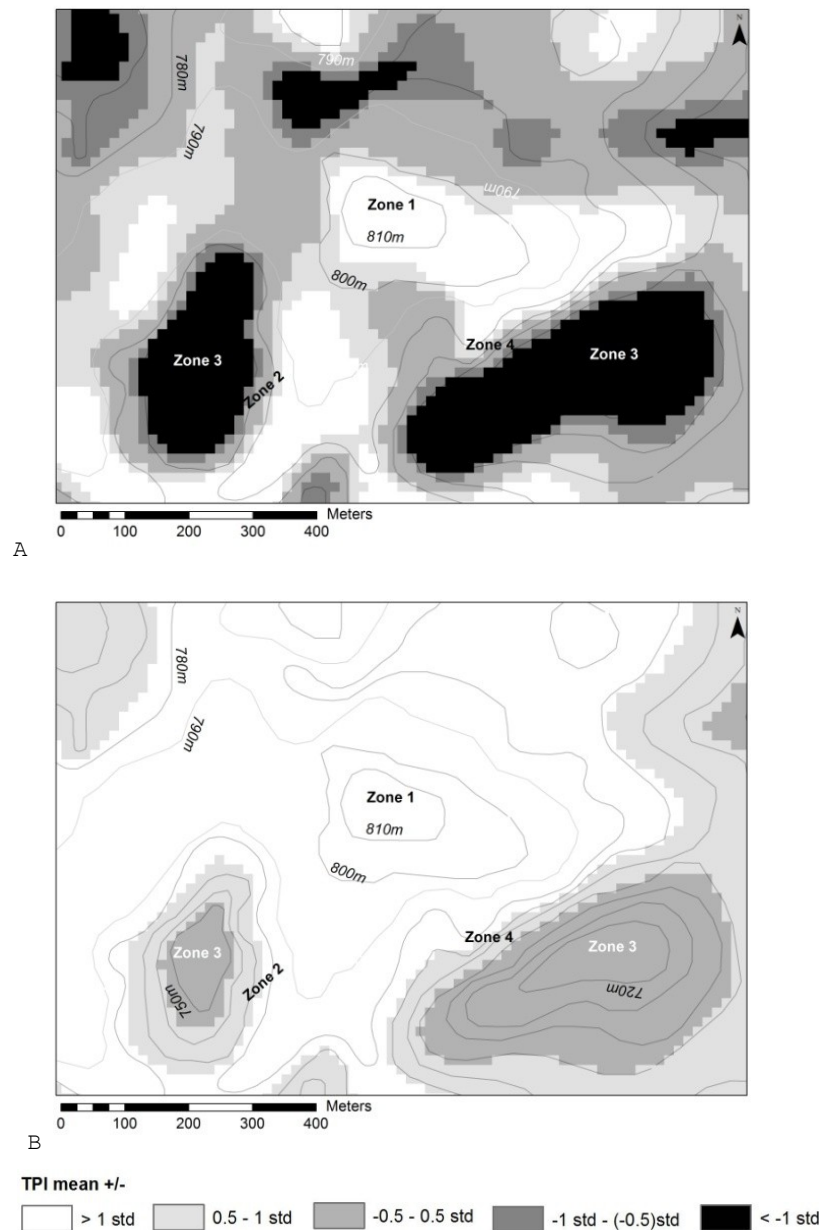 N
790m
780m
790m
790m
Zone 1
810m
800m
Zone 3
Zone 2
Zone 4
Zone 3
Meters
0 100 200 300 400
A
N
780m
790m
Zone 1
810m
800m
Zone 4
Zone 3
Zone 3
Zone 2
750m
720m
Meters
0 100 200 300 400
B
TPI mean +/-
> 1 std 0.5 - 1 std -0.5 - 0.5 std -1 std - (-0.5)std < -1 std